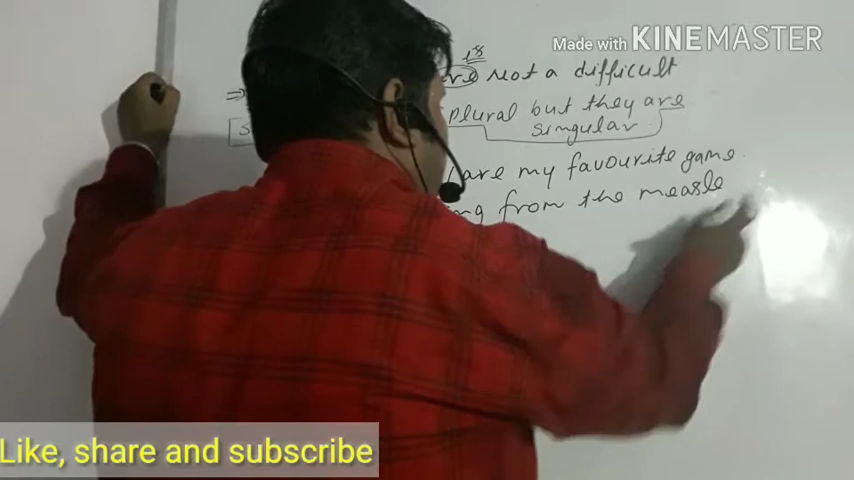 Made with KINEMASTER
is
are not a difficult
⇒ plural but they are
singular
are my favourite game.
from the measle
Like, share and subscribe